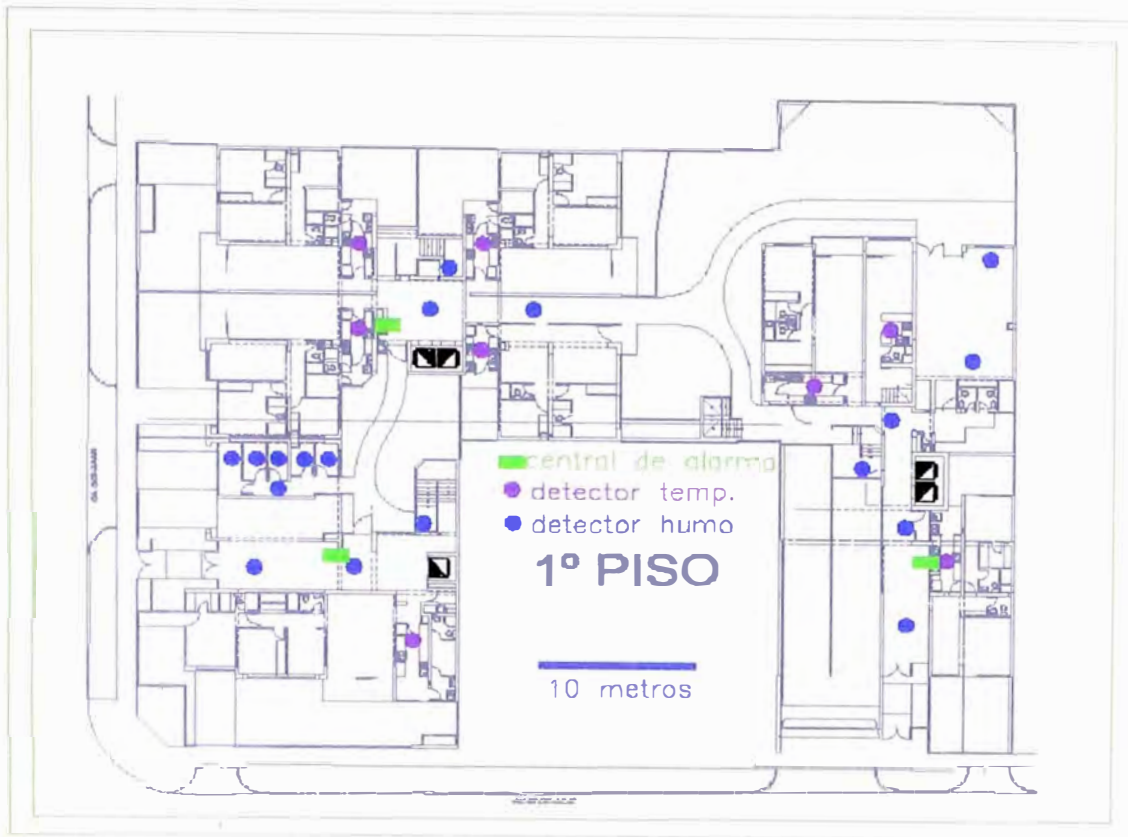 central de alarma
detector temp.
detector humo
1º PISO
10 metros